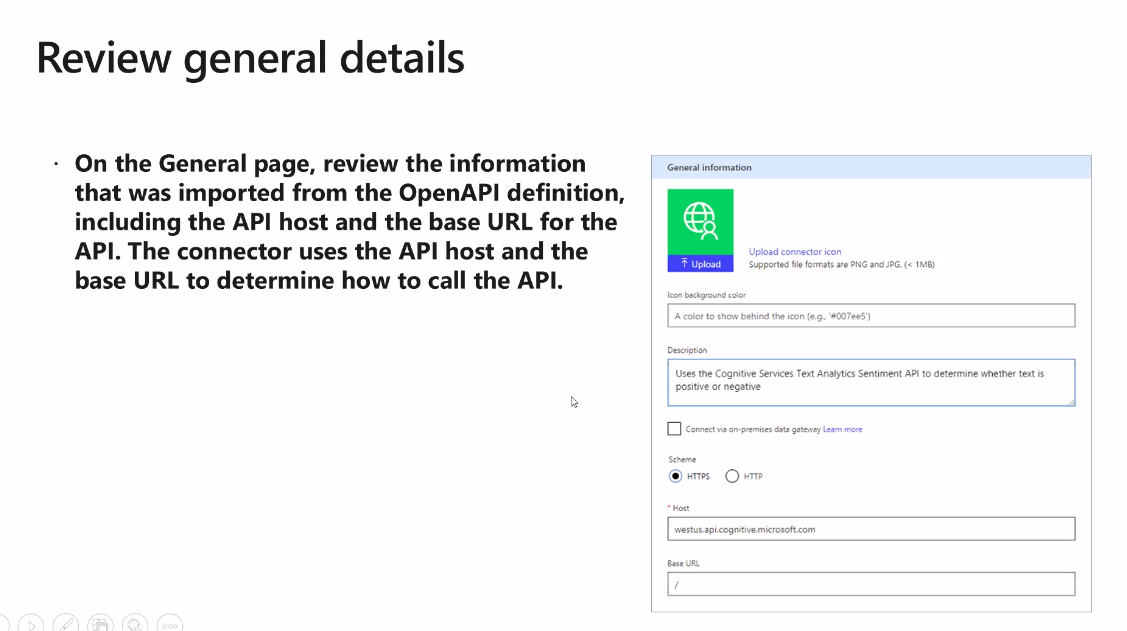 Review general details
· On the General page, review the information
that was imported from the OpenAPI definition,
including the API host and the base URL for the
API. The connector uses the API host and the
base URL to determine how to call the API.
General information
Upload
Upload connector icon
Supported file formats are PNG and JPG. (< 1MB)
Icon background color
A color to show behind the icon (e.g., '#007ee5')
Description
Uses the Cognitive Services Text Analytics Sentiment API to determine whether text is
positive or negative
Connect via on-premises data gateway Learn more
Scheme
HTTPS HTTP
* Host
westus.api.cognitive.microsoft.com
Base URL
/